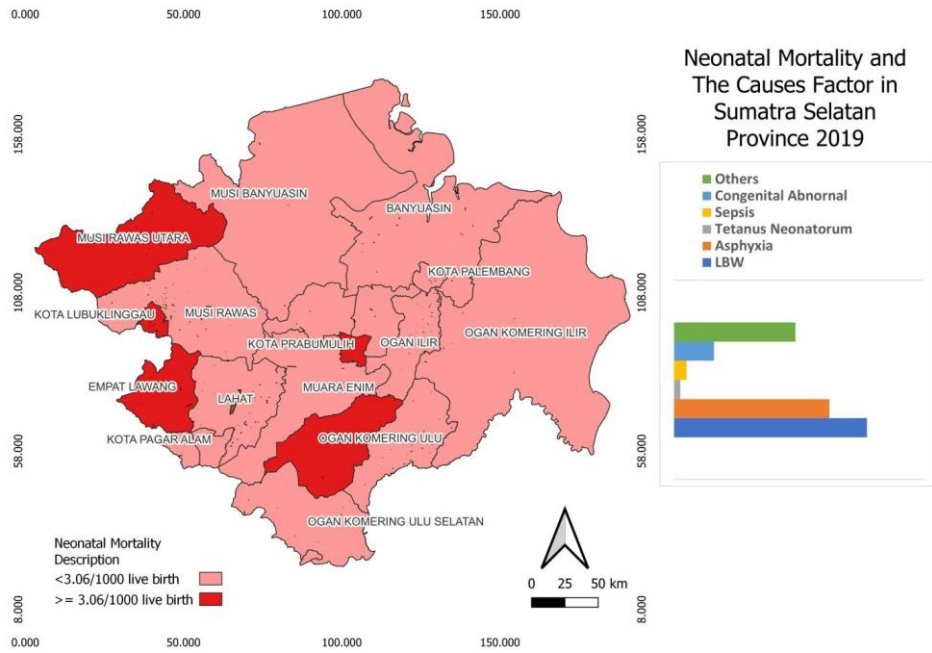 0.000 50.000 100.000 150.000
158.000
108.000
58.000
8.000
MUSI BANYUASIN
BANYUASIN
MUSI RAWAS UTARA
KOTA PALEMBANG
KOTA LUBUKLINGGAU
MUSI RAWAS
OGAN KOMERING ILIR
KOTA PRABUMULIH
OGAN ILIR
EMPAT LAWANG
MUARA ENIM
LAHAT
KOTA PAGAR ALAM
OGAN KOMERING ULU
OGAN KOMERING ULU SELATAN
Neonatal Mortality
Description
<3.06/1000 live birth
>= 3.06/1000 live birth
0 25 50 km
158.000
108.000
58.000
8.000
0.000 50.000 100.000 150.000
Neonatal Mortality and
The Causes Factor in
Sumatra Selatan
Province 2019
Others
Congenital Abnormal
Sepsis
Tetanus Neonatorum
Asphyxia
LBW